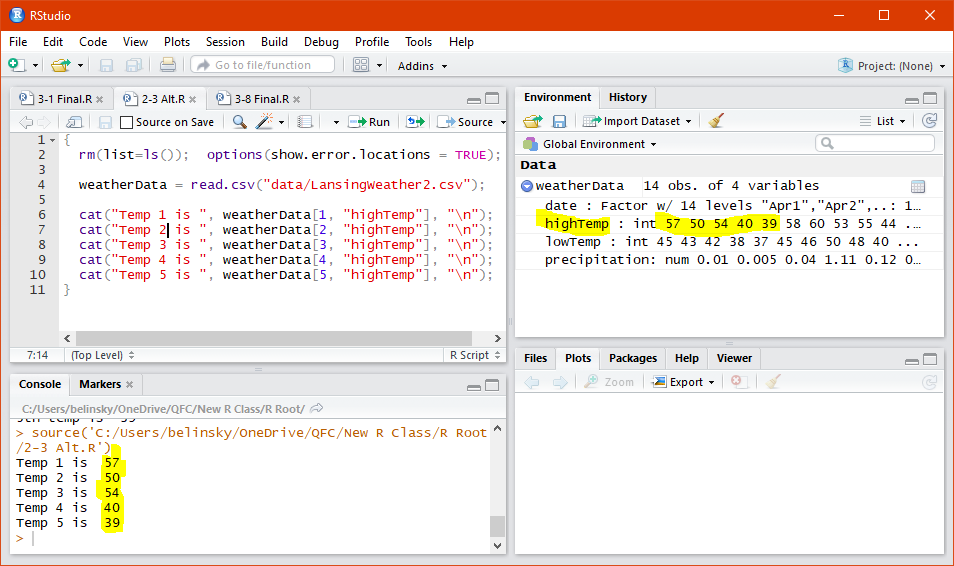 RStudio
File Edit Code View Plots Session Build Debug Profile Tools Help
Go to file/function Addins Project: (None)
3-1 Final.R 2-3 Alt.R 3-8 Final.R
Source on Save Run Source
1 {
2 rm(list=ls()); options(show.error.locations = TRUE);
3
4 weatherData = read.csv("data/LansingWeather2.csv");
5
6 cat("Temp 1 is ", weatherData[1, "highTemp"], "\n");
7 cat("Temp 2 is ", weatherData[2, "highTemp"], "\n");
8 cat("Temp 3 is ", weatherData[3, "highTemp"], "\n");
9 cat("Temp 4 is ", weatherData[4, "highTemp"], "\n");
10 cat("Temp 5 is ", weatherData[5, "highTemp"], "\n");
11 }
7:14 (Top Level) R Script
Console Markers
C:/Users/belinsky/OneDrive/QFC/New R Class/R Root/
> source('C:/Users/belinsky/OneDrive/QFC/New R Class/R Root
/2-3 Alt.R')
Temp 1 is 57
Temp 2 is 50
Temp 3 is 54
Temp 4 is 40
Temp 5 is 39
>
Environment History
Import Dataset List
Global Environment
Data
weatherData 14 obs. of 4 variables
date : Factor w/ 14 levels "Apr1","Apr2",..: 1...
highTemp : int 57 50 54 40 39 58 60 53 55 44 ...
lowTemp : int 45 43 42 38 37 45 46 50 48 40 ...
precipitation: num 0.01 0.005 0.04 1.11 0.12 0...
Files Plots Packages Help Viewer
Zoom Export